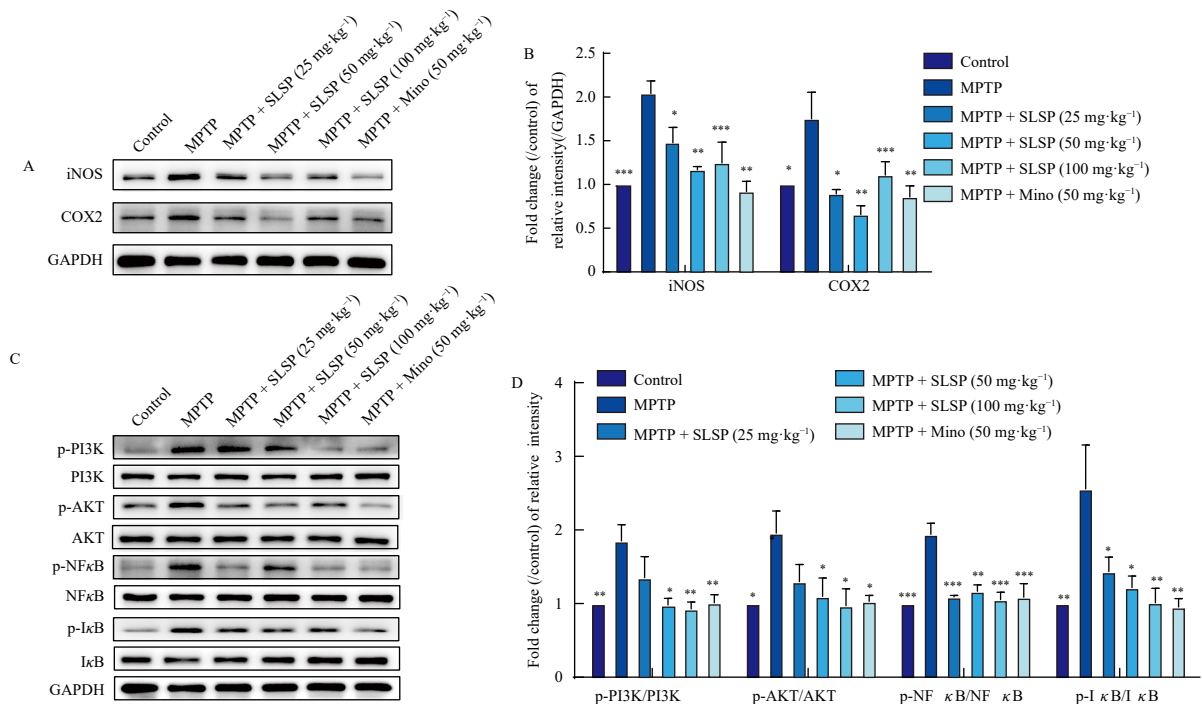 A
Control
MPTP
MPTP + SLSP (25 mg·kg⁻¹)
MPTP + SLSP (50 mg·kg⁻¹)
MPTP + SLSP (100 mg·kg⁻¹)
MPTP + Mino (50 mg·kg⁻¹)
iNOS
COX2
GAPDH
B
Fold change (/control) of
relative intensity(/GAPDH)
2.5
2.0
1.5
1.0
0.5
0
***
*
**
***
**
*
*
**
***
**
iNOS
COX2
Control
MPTP
MPTP + SLSP (25 mg·kg⁻¹)
MPTP + SLSP (50 mg·kg⁻¹)
MPTP + SLSP (100 mg·kg⁻¹)
MPTP + Mino (50 mg·kg⁻¹)
C
Control
MPTP
MPTP + SLSP (25 mg·kg⁻¹)
MPTP + SLSP (50 mg·kg⁻¹)
MPTP + SLSP (100 mg·kg⁻¹)
MPTP + Mino (50 mg·kg⁻¹)
p-PI3K
PI3K
p-AKT
AKT
p-NFκB
NFκB
p-IκB
IκB
GAPDH
D
Fold change (/control) of relative intensity
4
3
2
1
0
Control
MPTP
MPTP + SLSP (25 mg·kg⁻¹)
MPTP + SLSP (50 mg·kg⁻¹)
MPTP + SLSP (100 mg·kg⁻¹)
MPTP + Mino (50 mg·kg⁻¹)
**
*
**
**
*
*
*
*
***
***
**
***
***
**
*
*
**
**
p-PI3K/PI3K
p-AKT/AKT
p-NF κB/NF κB
p-I κB/I κB